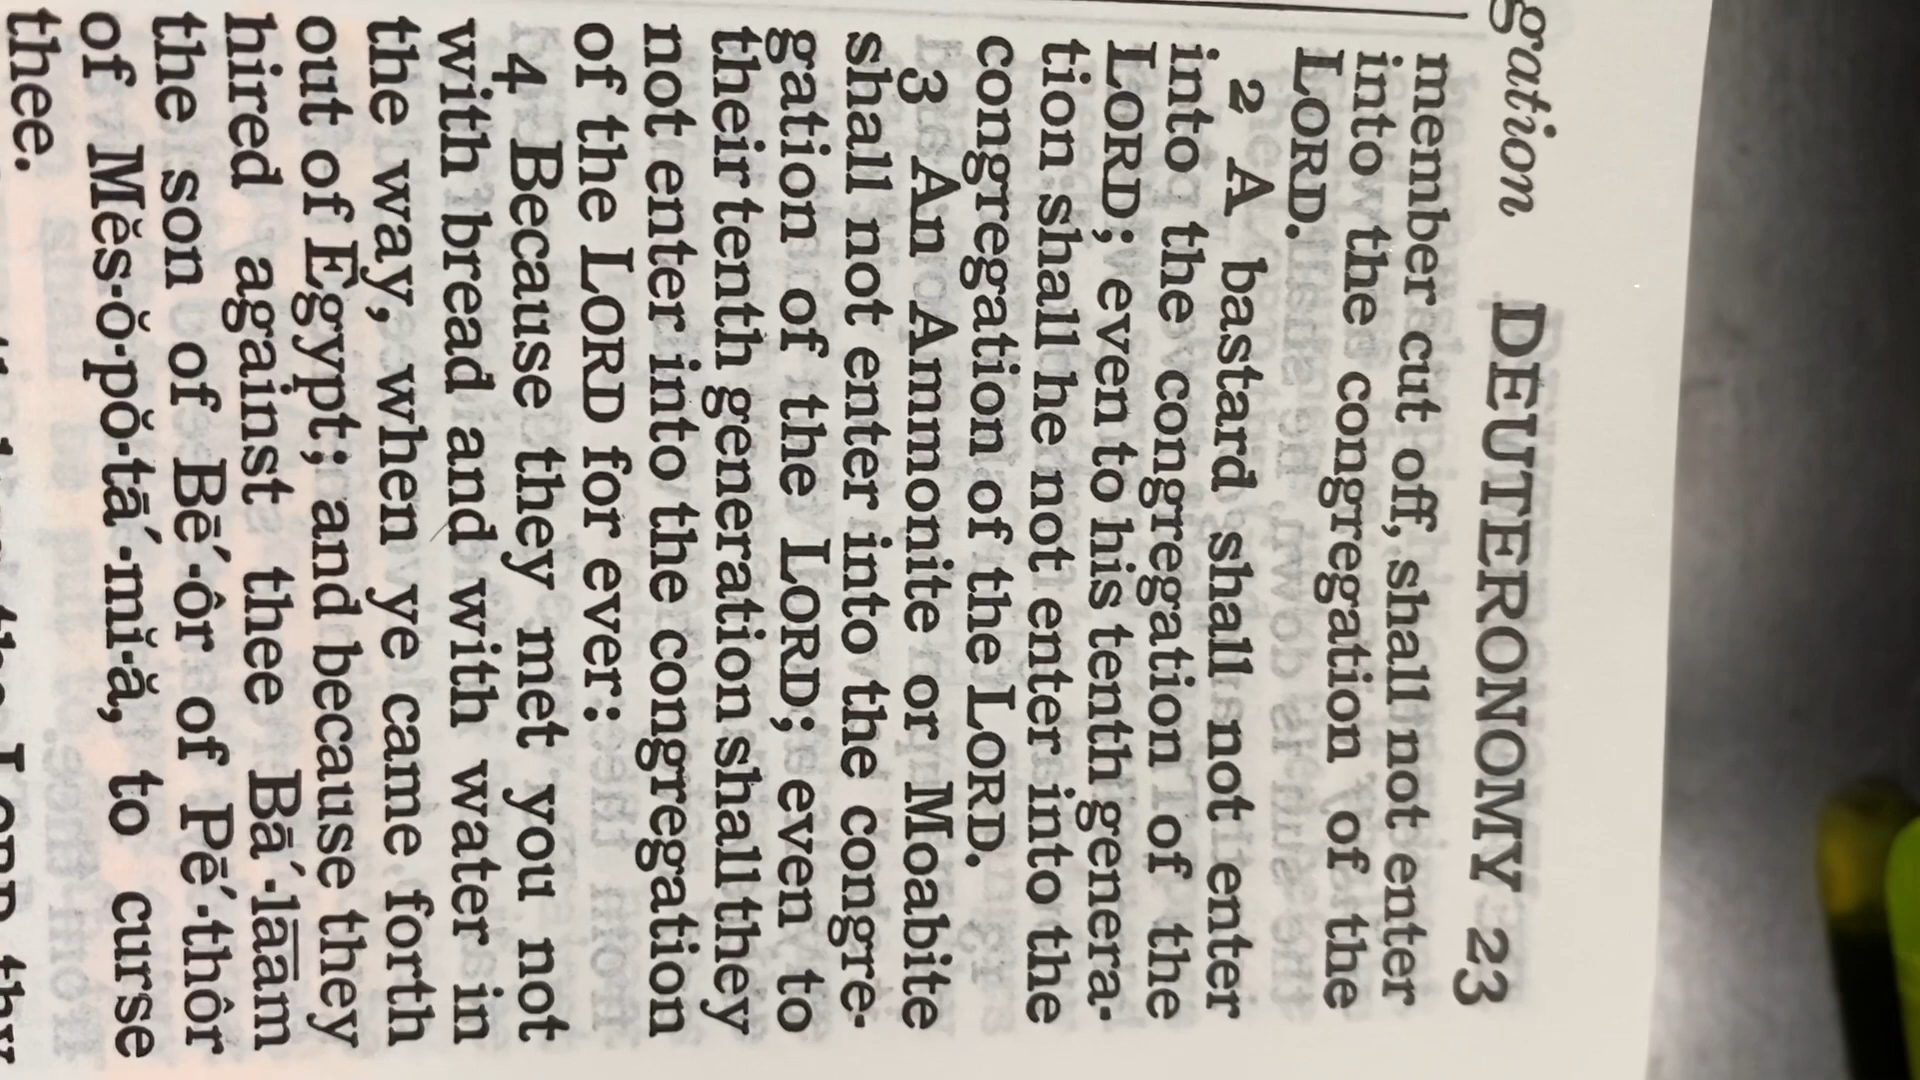 gation DEUTERONOMY 23
member cut off, shall not enter
into the congregation of the
LORD.
2 A bastard shall not enter
into the congregation of the
LORD; even to his tenth genera-
tion shall he not enter into the
congregation of the LORD.
3 An Ammonite or Moabite
shall not enter into the congre-
gation of the LORD; even to
their tenth generation shall they
not enter into the congregation
of the LORD for ever:
4 Because they met you not
with bread and with water in
the way, when ye came forth
out of Ēgypt; and because they
hired against thee Bā´-lāam
the son of Bē´-ôr of Pē´-thôr
of Mĕs-ŏ-pŏ-tā´-mĭ-ă, to curse
thee.